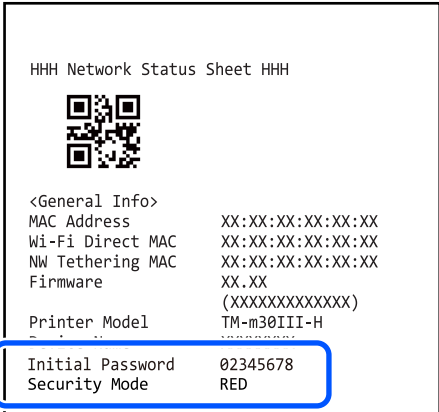 HHH Network Status Sheet HHH
<General Info>
MAC Address XX:XX:XX:XX:XX:XX
Wi-Fi Direct MAC XX:XX:XX:XX:XX:XX
NW Tethering MAC XX:XX:XX:XX:XX:XX
Firmware XX.XX
(XXXXXXXXXXXXX)
Printer Model TM-m30III-H
Initial Password 02345678
Security Mode RED